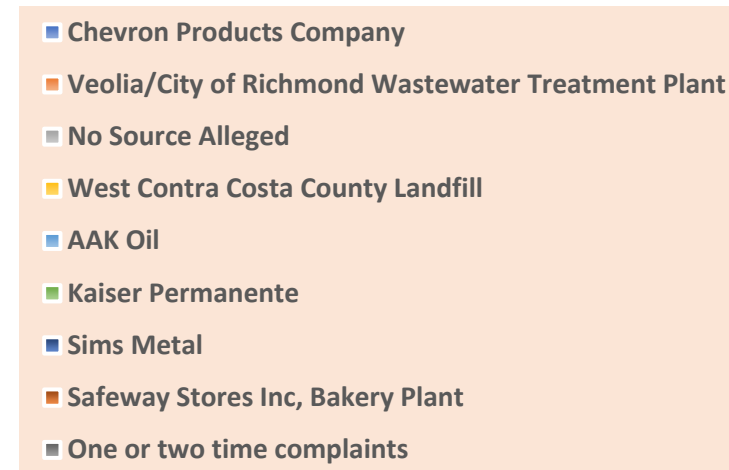 Chevron Products Company
Veolia/City of Richmond Wastewater Treatment Plant
No Source Alleged
West Contra Costa County Landfill
AAK Oil
Kaiser Permanente
Sims Metal
Safeway Stores Inc, Bakery Plant
One or two time complaints